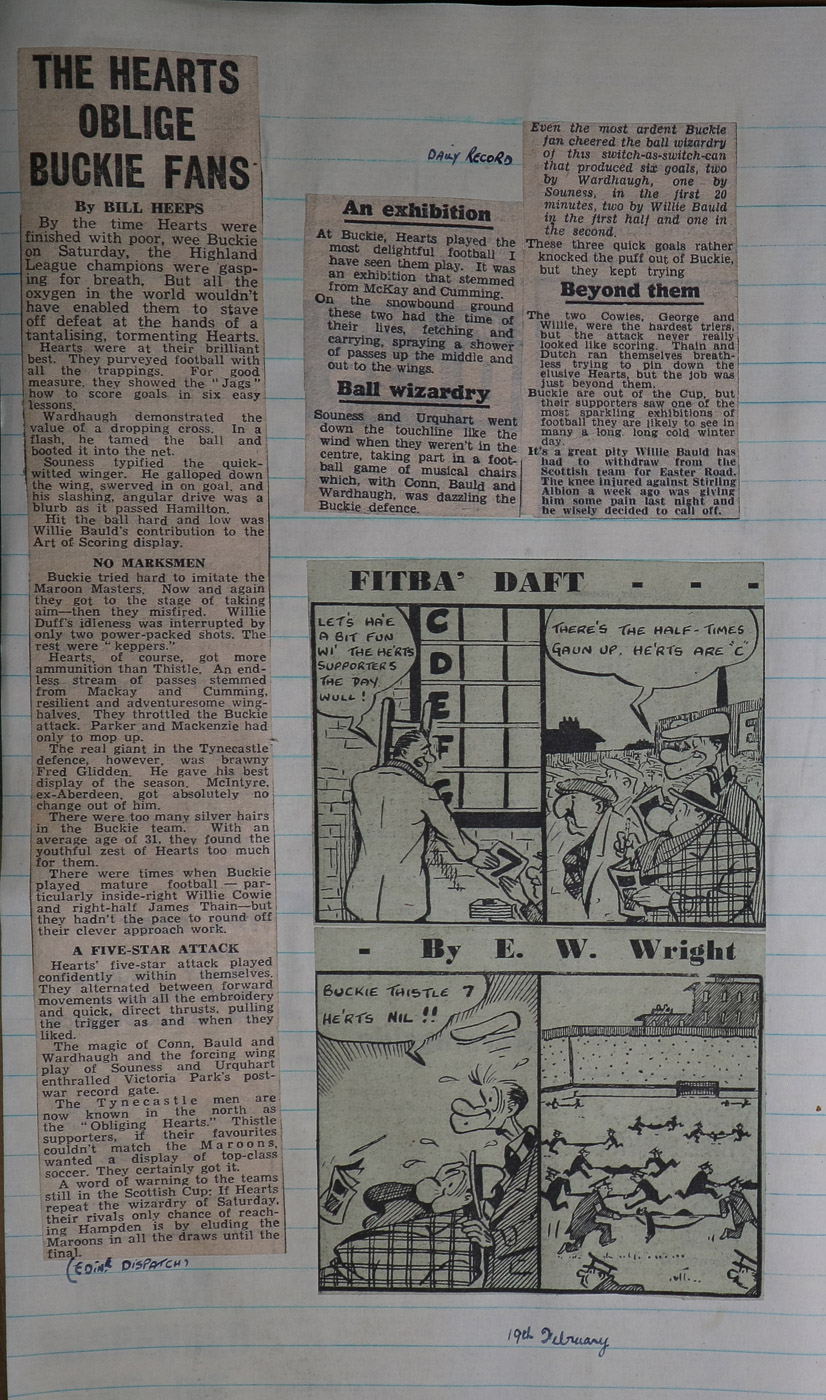 THE HEARTS
OBLIGE
BUCKIE FANS
By BILL HEEPS
By the time Hearts were
finished with poor, wee Buckie
on Saturday, the Highland
League champions were gasp-
ing for breath. But all the
oxygen in the world wouldn't
have enabled them to stave
off defeat at the hands of a
tantalising, tormenting Hearts.
Hearts were at their brilliant
best. They purveyed football with
all the trappings. For good
measure, they showed the "Jags"
how to score goals in six easy
lessons.
Wardhaugh demonstrated the
value of a dropping cross. In a
flash, he tamed the ball and
booted it into the net.
Souness typified the quick-
witted winger. He galloped down
the wing, swerved in on goal, and
his slashing, angular drive was a
blurb as it passed Hamilton.
Hit the ball hard and low was
Willie Bauld's contribution to the
Art of Scoring display.
NO MARKSMEN
Buckie tried hard to imitate the
Maroon Masters. Now and again
they got to the stage of taking
aim—then they misfired. Willie
Duff's idleness was interrupted by
only two power-packed shots. The
rest were "keppers."
Hearts, of course, got more
ammunition than Thistle. An end-
less stream of passes stemmed
from Mackay and Cumming,
resilient and adventuresome wing-
halves. They throttled the Buckie
attack. Parker and Mackenzie had
only to mop up.
The real giant in the Tynecastle
defence, however, was brawny
Fred Glidden. He gave his best
display of the season. McIntyre,
ex-Aberdeen, got absolutely no
change out of him.
There were too many silver hairs
in the Buckie team. With an
average age of 31, they found the
youthful zest of Hearts too much
for them.
There were times when Buckie
played mature football — par-
ticularly inside-right Willie Cowie
and right-half James Thain—but
they hadn't the pace to round off
their clever approach work.
A FIVE-STAR ATTACK
Hearts' five-star attack played
confidently within themselves.
They alternated between forward
movements with all the embroidery
and quick, direct thrusts, pulling
the trigger as and when they
liked.
The magic of Conn, Bauld and
Wardhaugh and the forcing wing
play of Souness and Urquhart
enthralled Victoria Park's post-
war record gate.
The Tynecastle men are
now known in the north as
the "Obliging Hearts." Thistle
supporters, if their favourites
couldn't match the Maroons,
wanted a display of top-class
soccer. They certainly got it.
A word of warning to the teams
still in the Scottish Cup: If Hearts
repeat the wizardry of Saturday,
their rivals only chance of reach-
ing Hampden is by eluding the
Maroons in all the draws until the
final.
(EDIN. DISPATCH)
DAILY RECORD
An exhibition
At Buckie, Hearts played the
most delightful football I
have seen them play. It was
an exhibition that stemmed
from McKay and Cumming.
On the snowbound ground
these two had the time of
their lives, fetching and
carrying, spraying a shower
of passes up the middle and
out to the wings.
Ball wizardry
Souness and Urquhart went
down the touchline like the
wind when they weren't in the
centre, taking part in a foot-
ball game of musical chairs
which, with Conn, Bauld and
Wardhaugh, was dazzling the
Buckie defence.
Even the most ardent Buckie
fan cheered the ball wizardry
of this switch-as-switch-can
that produced six goals, two
by Wardhaugh, one by
Souness, in the first 20
minutes, two by Willie Bauld
in the first half and one in
the second.
These three quick goals rather
knocked the puff out of Buckie,
but they kept trying
Beyond them
The two Cowies, George and
Willie, were the hardest triers,
but the attack never really
looked like scoring. Thain and
Dutch ran themselves breath-
less trying to pin down the
elusive Hearts, but the job was
just beyond them.
Buckie are out of the Cup, but
their supporters saw one of the
most sparkling exhibitions of
football they are likely to see in
many a long, long cold winter
day.
It's a great pity Willie Bauld has
had to withdraw from the
Scottish team for Easter Road.
The knee injured against Stirling
Albion a week ago was giving
him some pain last night and
he wisely decided to call off.
FITBA' DAFT - - -
LET'S HA'E
A BIT FUN
WI' THE HE'RTS
SUPPORTERS
THE DAY,
WULL!
C
D
E
F
G
7
THERE'S THE HALF-TIMES
GAUN UP. HE'RTS ARE "C"
E
- By E. W. Wright
BUCKIE THISTLE 7
HE'RTS NIL !!
19th February